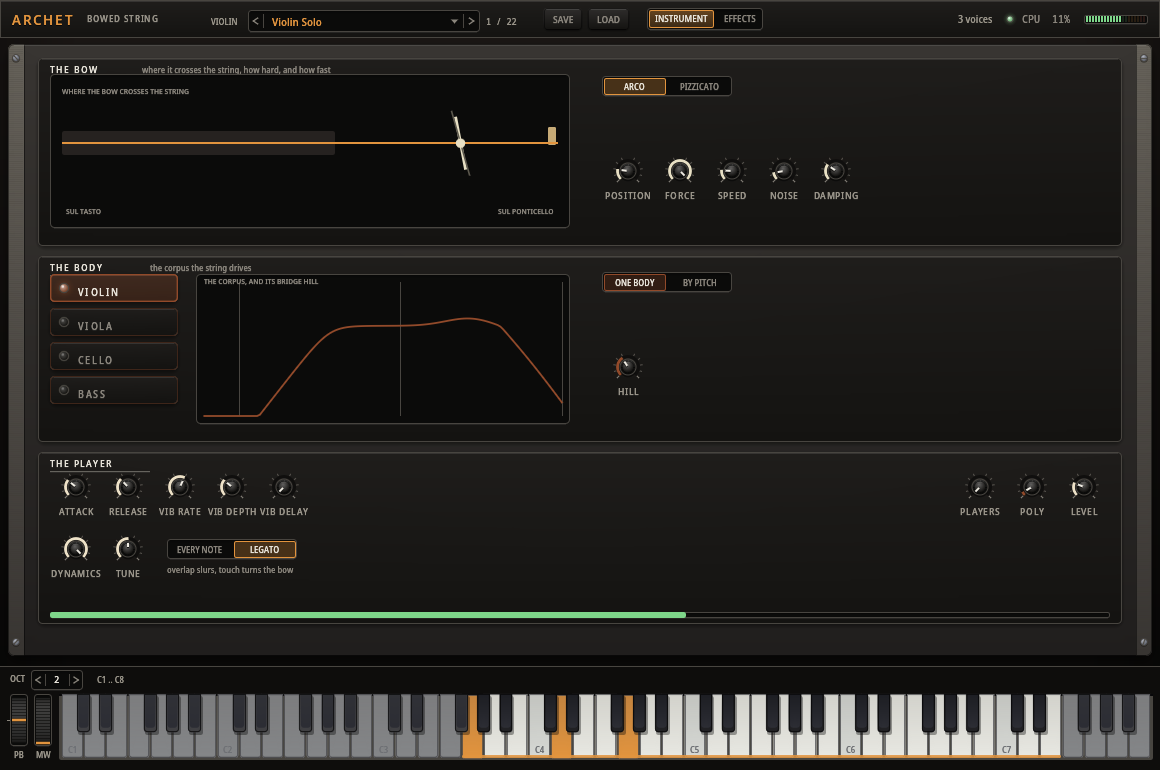 ARCHET BOWED STRING VIOLIN < Violin Solo > 1 / 22 SAVE LOAD INSTRUMENT EFFECTS 3 voices CPU 11%
THE BOW where it crosses the string, how hard, and how fast
WHERE THE BOW CROSSES THE STRING
ARCO PIZZICATO
POSITION FORCE SPEED NOISE DAMPING
SUL TASTO SUL PONTICELLO
THE BODY the corpus the string drives
THE CORPUS, AND ITS BRIDGE HILL
ONE BODY BY PITCH
VIOLIN
VIOLA
CELLO
BASS
HILL
THE PLAYER
ATTACK RELEASE VIB RATE VIB DEPTH VIB DELAY PLAYERS POLY LEVEL
EVERY NOTE LEGATO
DYNAMICS TUNE overlap slurs, touch turns the bow
OCT < 2 > C1 .. C8
C1 C2 C3 C4 C5 C6 C7
PB MW